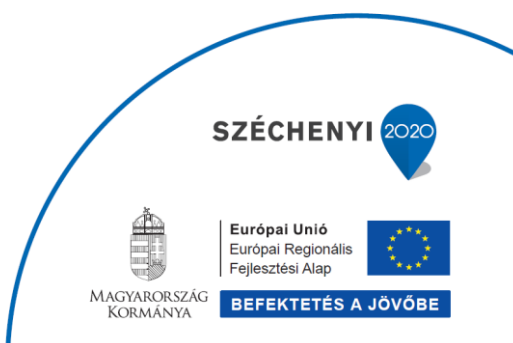 SZÉCHENYI 2020
Európai Unió
Európai Regionális
Fejlesztési Alap
MAGYARORSZÁG
KORMÁNYA
BEFEKTETÉS A JÖVŐBE